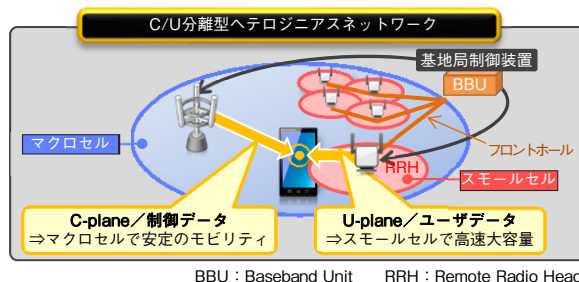 C/U分離型ヘテロジニアスネットワーク
基地局制御装置
BBU
マクロセル
フロントホール
RRH
スモールセル
C-plane／制御データ
⇒マクロセルで安定のモビリティ
U-plane／ユーザデータ
⇒スモールセルで高速大容量
BBU：Baseband Unit　RRH：Remote Radio Head